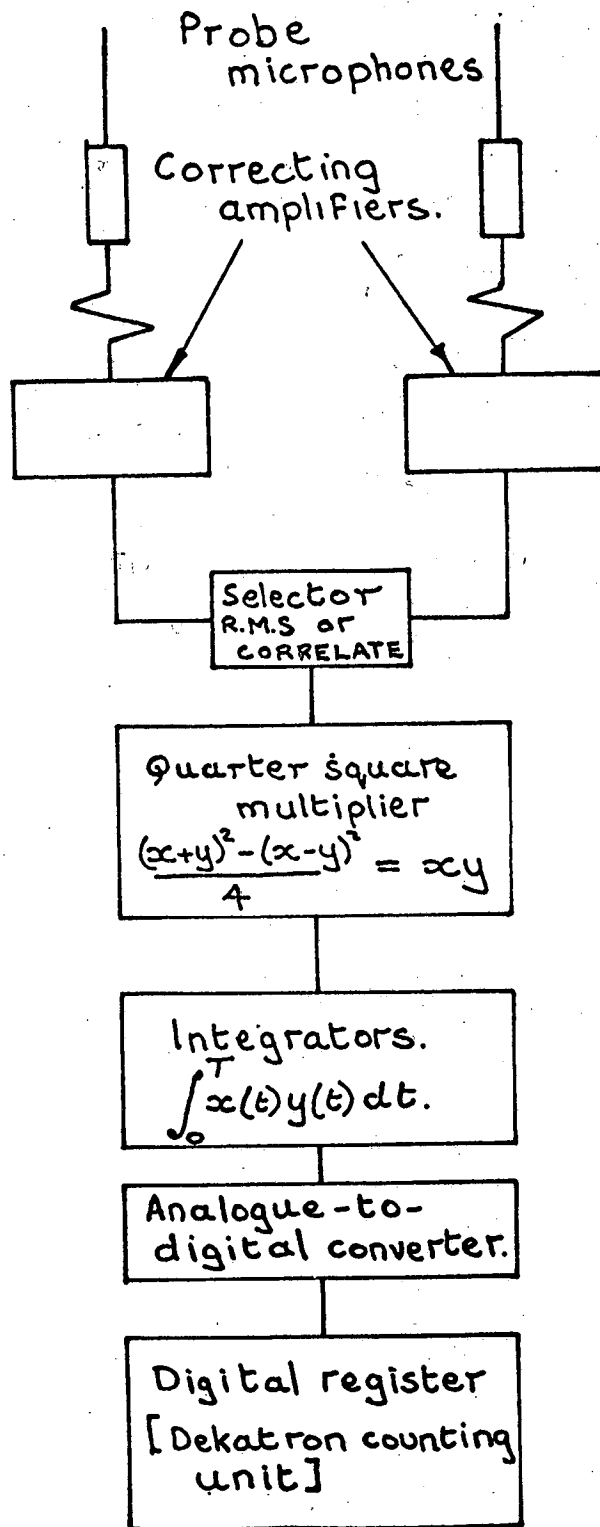 Probe
microphones
Correcting
amplifiers.
Selector
R.M.S or
CORRELATE
Quarter square
multiplier
(x+y)² - (x-y)² / 4 = xy
Integrators.
∫₀ᵀ x(t) y(t) dt.
Analogue-to-
digital converter.
Digital register
[Dekatron counting
unit]